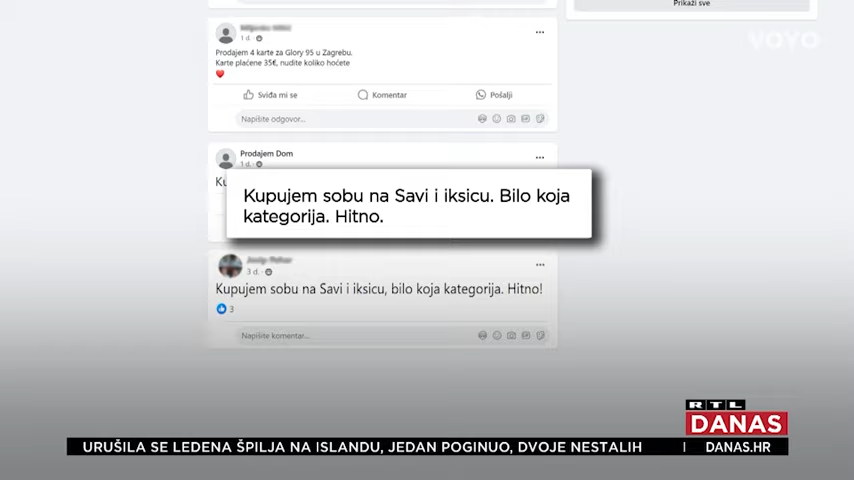 Prikaži sve
voyo
1 d.
Prodajem 4 karte za Glory 95 u Zagrebu.
Karte plaćene 35€, nudite koliko hoćete
Sviđa mi se
Komentar
Pošalji
Napišite odgovor...
Prodajem Dom
1 d.
Kupujem sobu na Savi i iksicu. Bilo koja
kategorija. Hitno.
3 d.
Kupujem sobu na Savi i iksicu, bilo koja kategorija. Hitno!
3
Napišite komentar...
RTL
DANAS
URUŠILA SE LEDENA ŠPILJA NA ISLANDU, JEDAN POGINUO, DVOJE NESTALIH
DANAS.HR